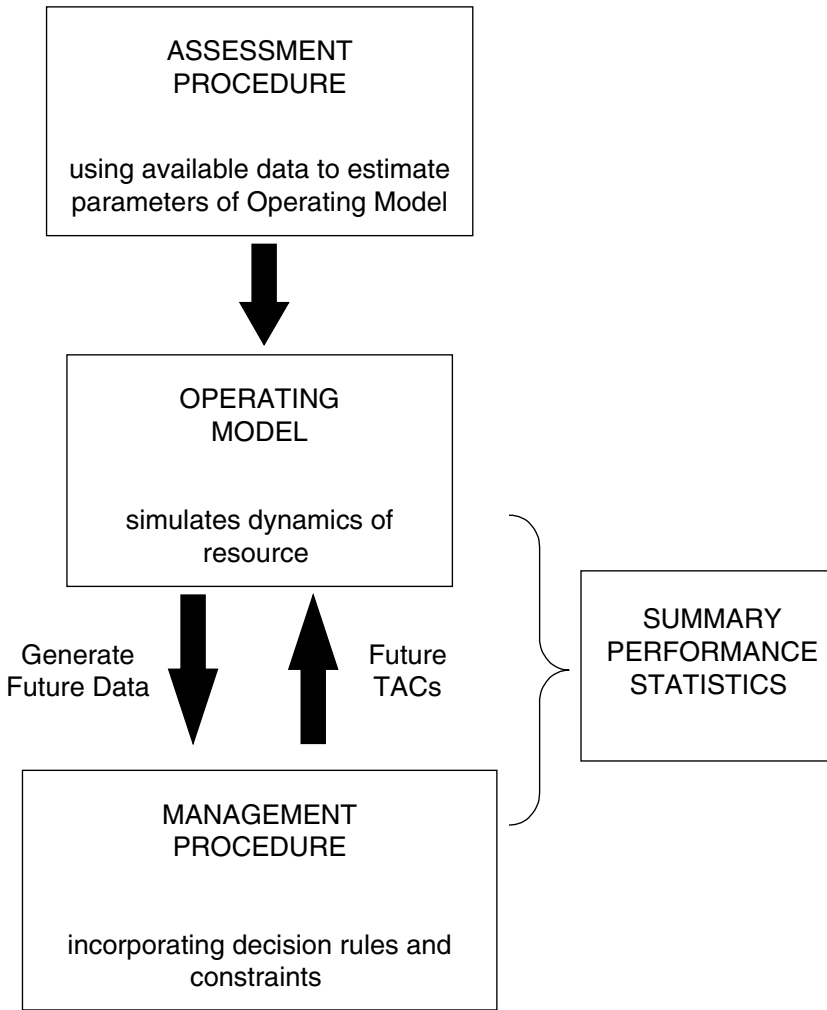 ASSESSMENT
PROCEDURE
using available data to estimate
parameters of Operating Model
OPERATING
MODEL
simulates dynamics of
resource
Generate
Future Data
Future
TACs
SUMMARY
PERFORMANCE
STATISTICS
MANAGEMENT
PROCEDURE
incorporating decision rules and
constraints